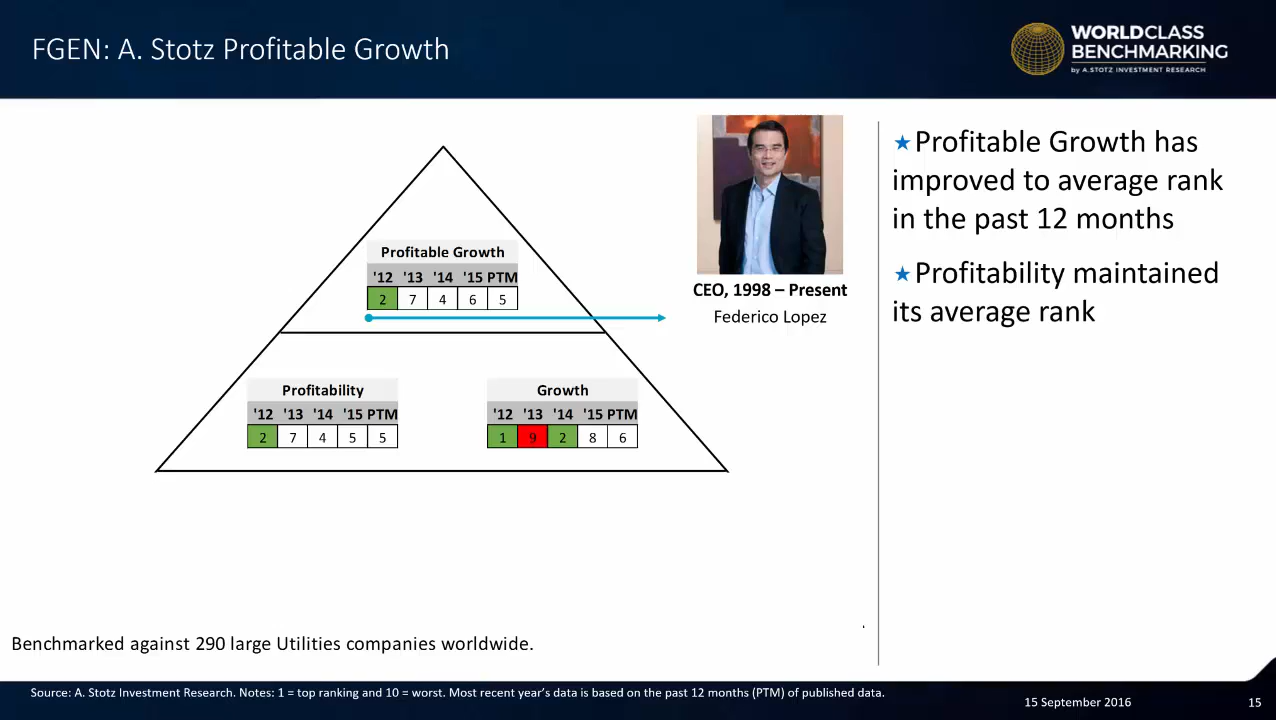 FGEN: A. Stotz Profitable Growth
WORLDCLASS
BENCHMARKING
by A.STOTZ INVESTMENT RESEARCH
Profitable Growth
'12 '13 '14 '15 PTM
2 7 4 6 5
CEO, 1998 – Present
Federico Lopez
Profitability
'12 '13 '14 '15 PTM
2 7 4 5 5
Growth
'12 '13 '14 '15 PTM
1 9 2 8 6
★Profitable Growth has
improved to average rank
in the past 12 months
★Profitability maintained
its average rank
Benchmarked against 290 large Utilities companies worldwide.
Source: A. Stotz Investment Research. Notes: 1 = top ranking and 10 = worst. Most recent year’s data is based on the past 12 months (PTM) of published data.
15 September 2016
15